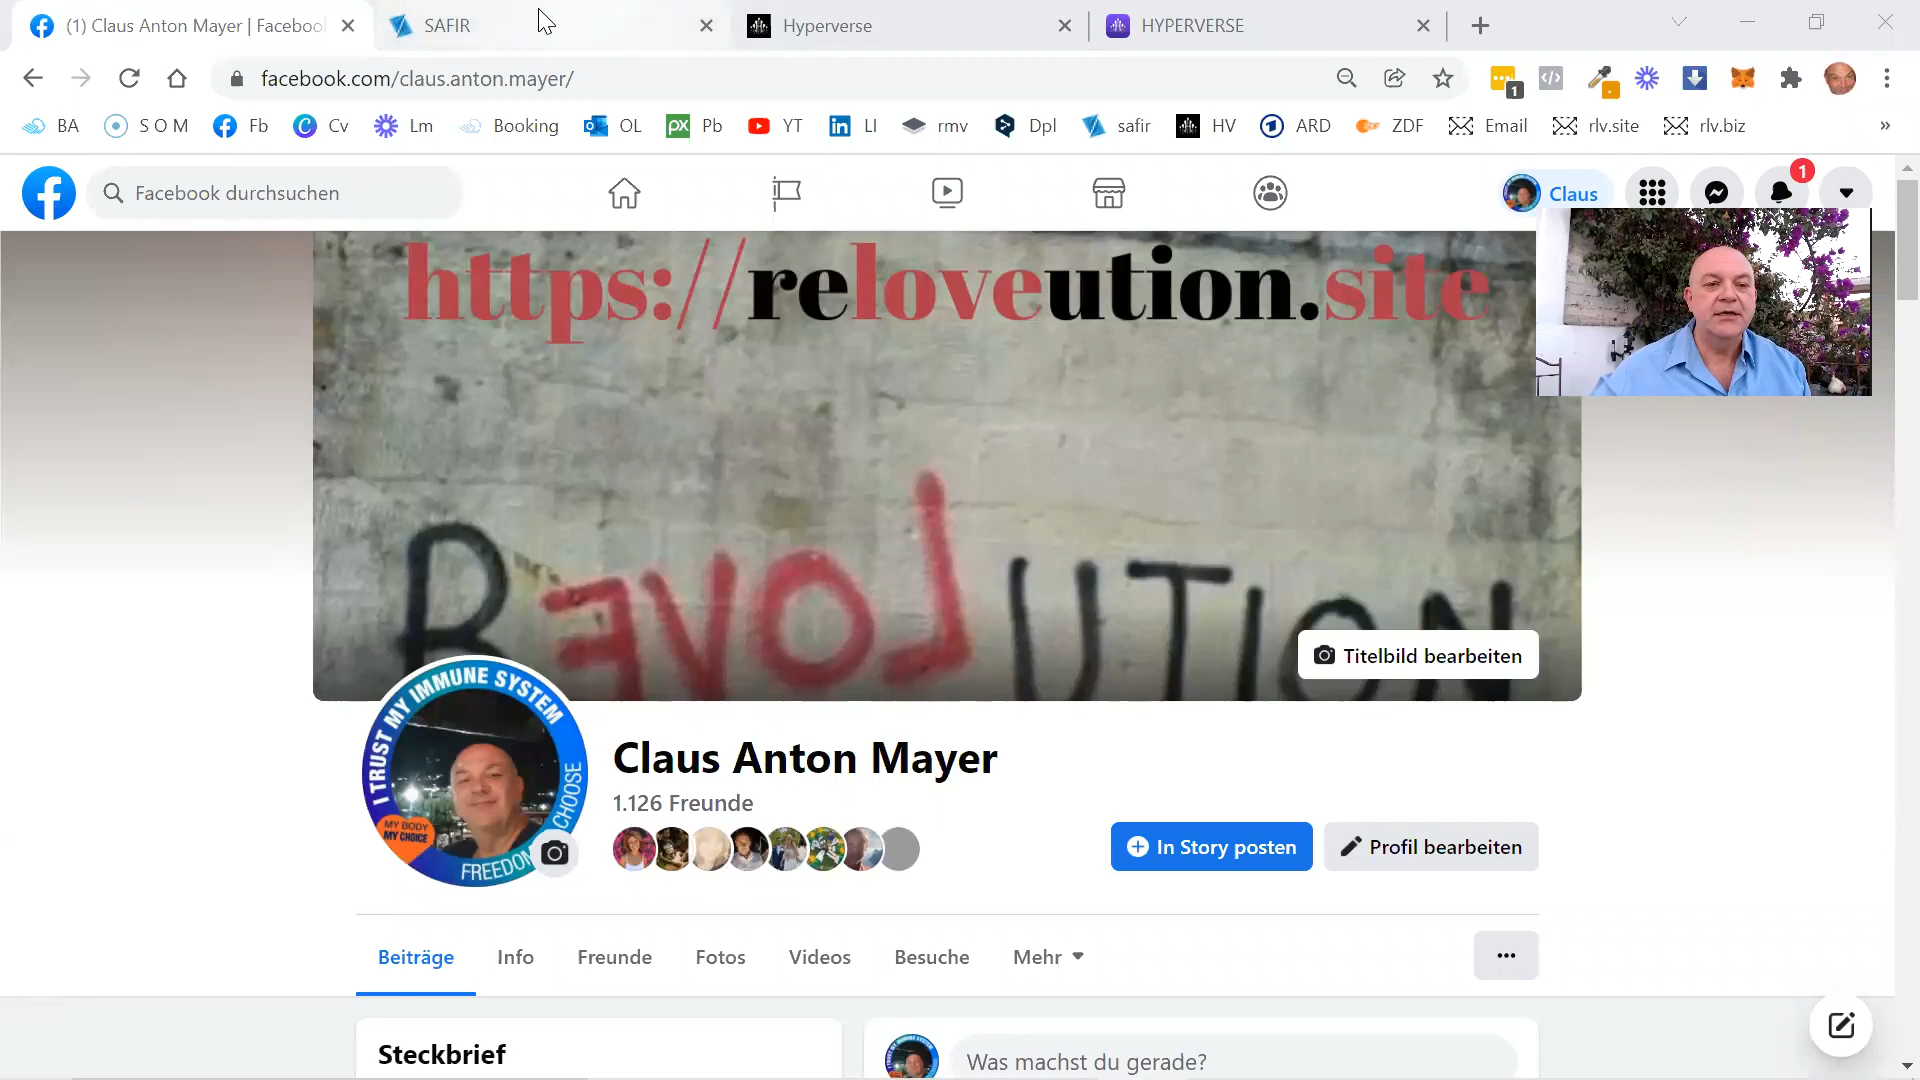 (1) Claus Anton Mayer | Facebook
SAFIR
Hyperverse
HYPERVERSE
facebook.com/claus.anton.mayer/
1
BA
S O M
Fb
Cv
Lm
Booking
OL
Pb
YT
LI
rmv
Dpl
safir
HV
ARD
ZDF
Email
rlv.site
rlv.biz
»
Facebook durchsuchen
Claus
1
https://reloveution.site
REVOLUTION
Titelbild bearbeiten
I TRUST MY IMMUNE SYSTEM
MY BODY
MY CHOICE
FREEDOM
CHOOSE
Claus Anton Mayer
1.126 Freunde
In Story posten
Profil bearbeiten
Beiträge
Info
Freunde
Fotos
Videos
Besuche
Mehr
Steckbrief
Was machst du gerade?